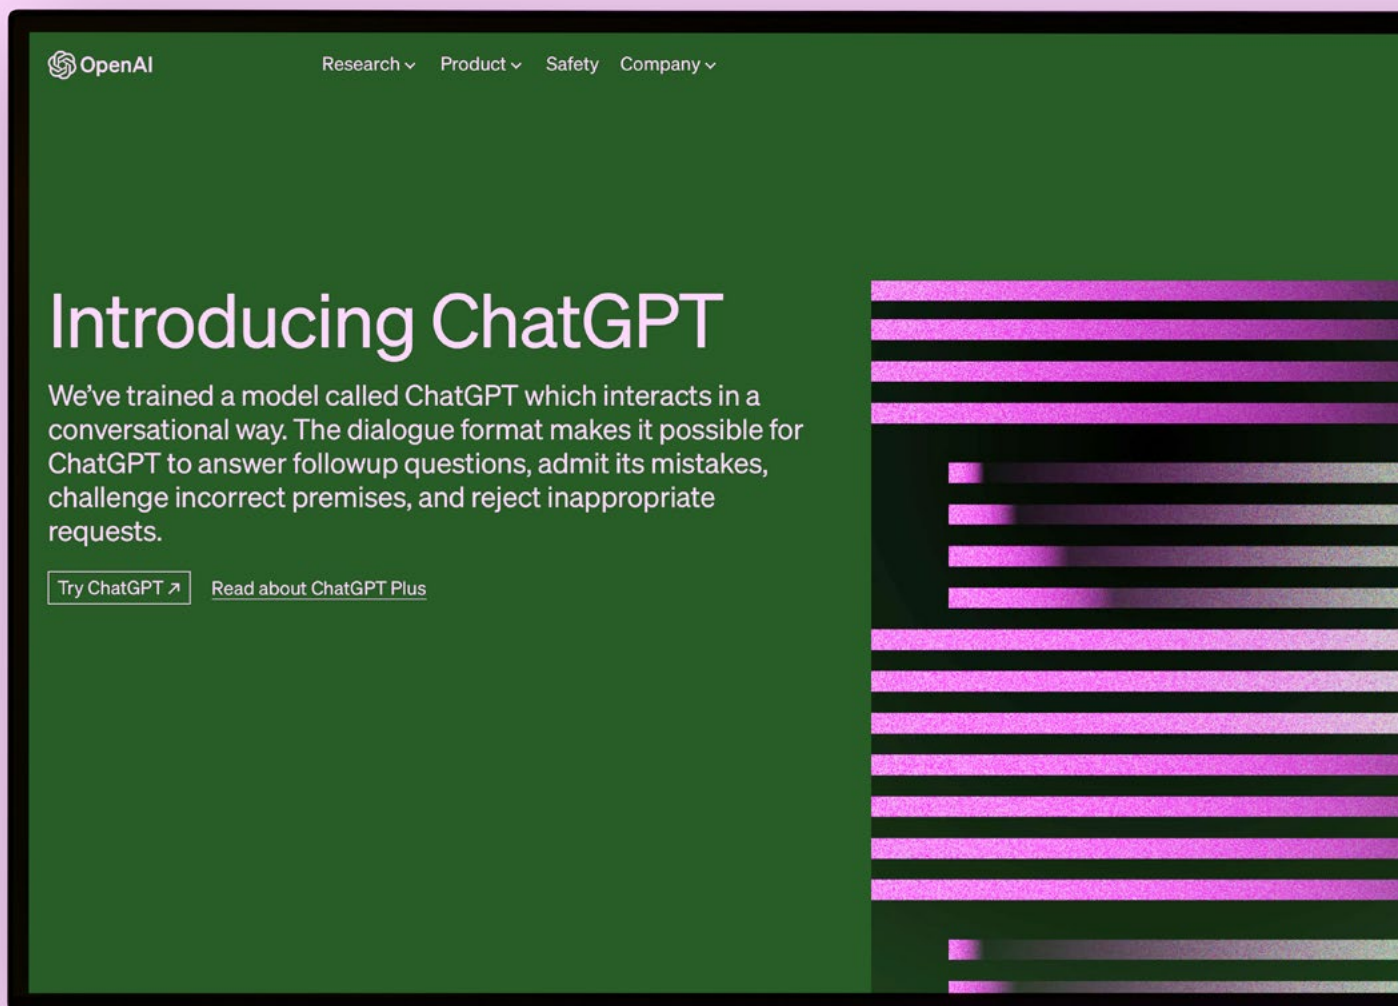 OpenAI
Research
Product
Safety
Company
Introducing ChatGPT
We’ve trained a model called ChatGPT which interacts in a
conversational way. The dialogue format makes it possible for
ChatGPT to answer followup questions, admit its mistakes,
challenge incorrect premises, and reject inappropriate
requests.
Try ChatGPT ↗
Read about ChatGPT Plus